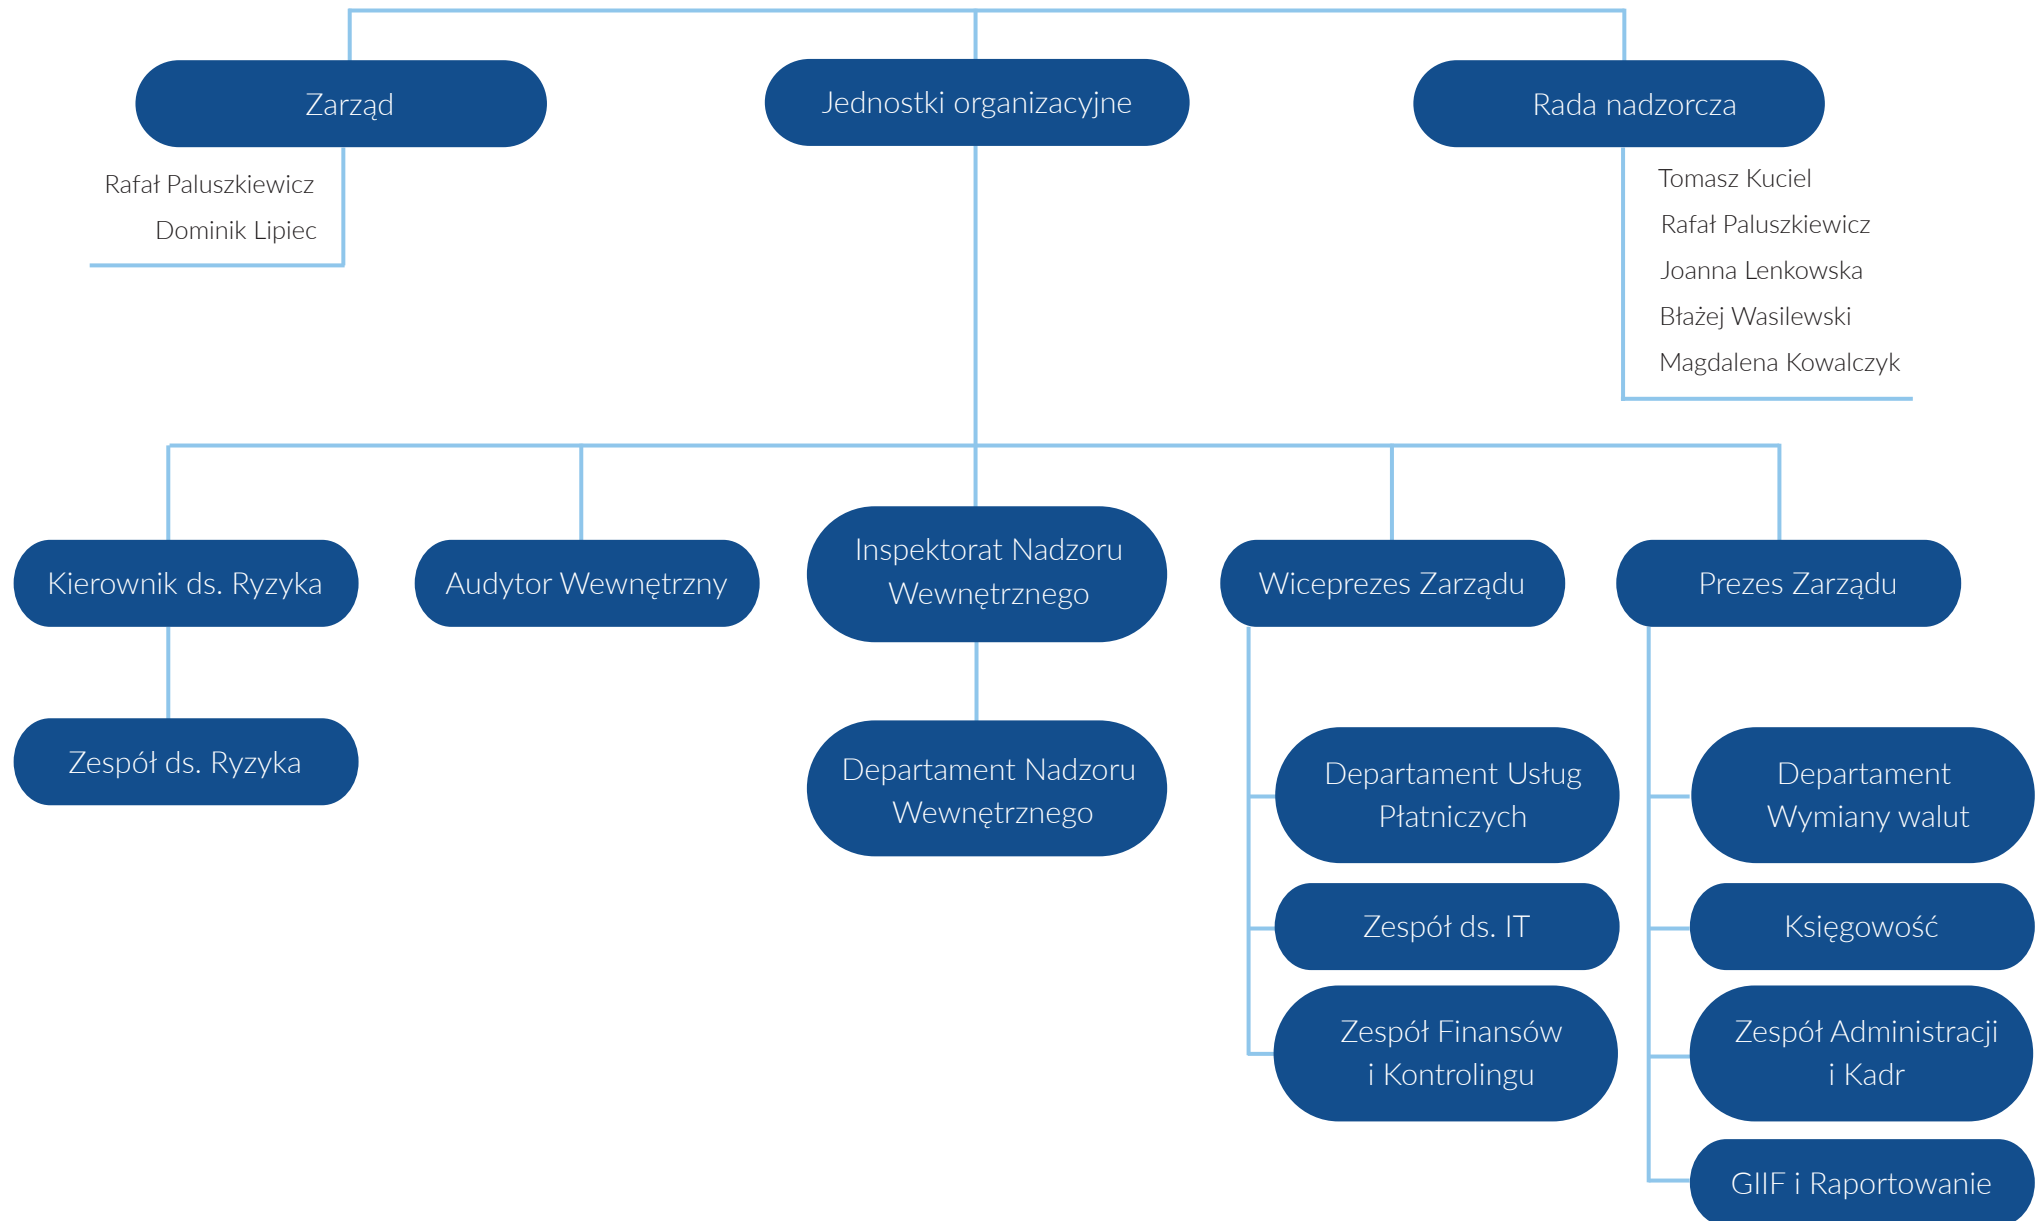 Zarząd
Jednostki organizacyjne
Rada nadzorcza
Rafał Paluszkiewicz
Dominik Lipiec
Tomasz Kuciel
Rafał Paluszkiewicz
Joanna Lenkowska
Błażej Wasilewski
Magdalena Kowalczyk
Kierownik ds. Ryzyka
Audytor Wewnętrzny
Inspektorat Nadzoru
Wewnętrznego
Wiceprezes Zarządu
Prezes Zarządu
Zespół ds. Ryzyka
Departament Nadzoru
Wewnętrznego
Departament Usług
Płatniczych
Zespół ds. IT
Zespół Finansów
i Kontrolingu
Departament
Wymiany walut
Księgowość
Zespół Administracji
i Kadr
GIIF i Raportowanie